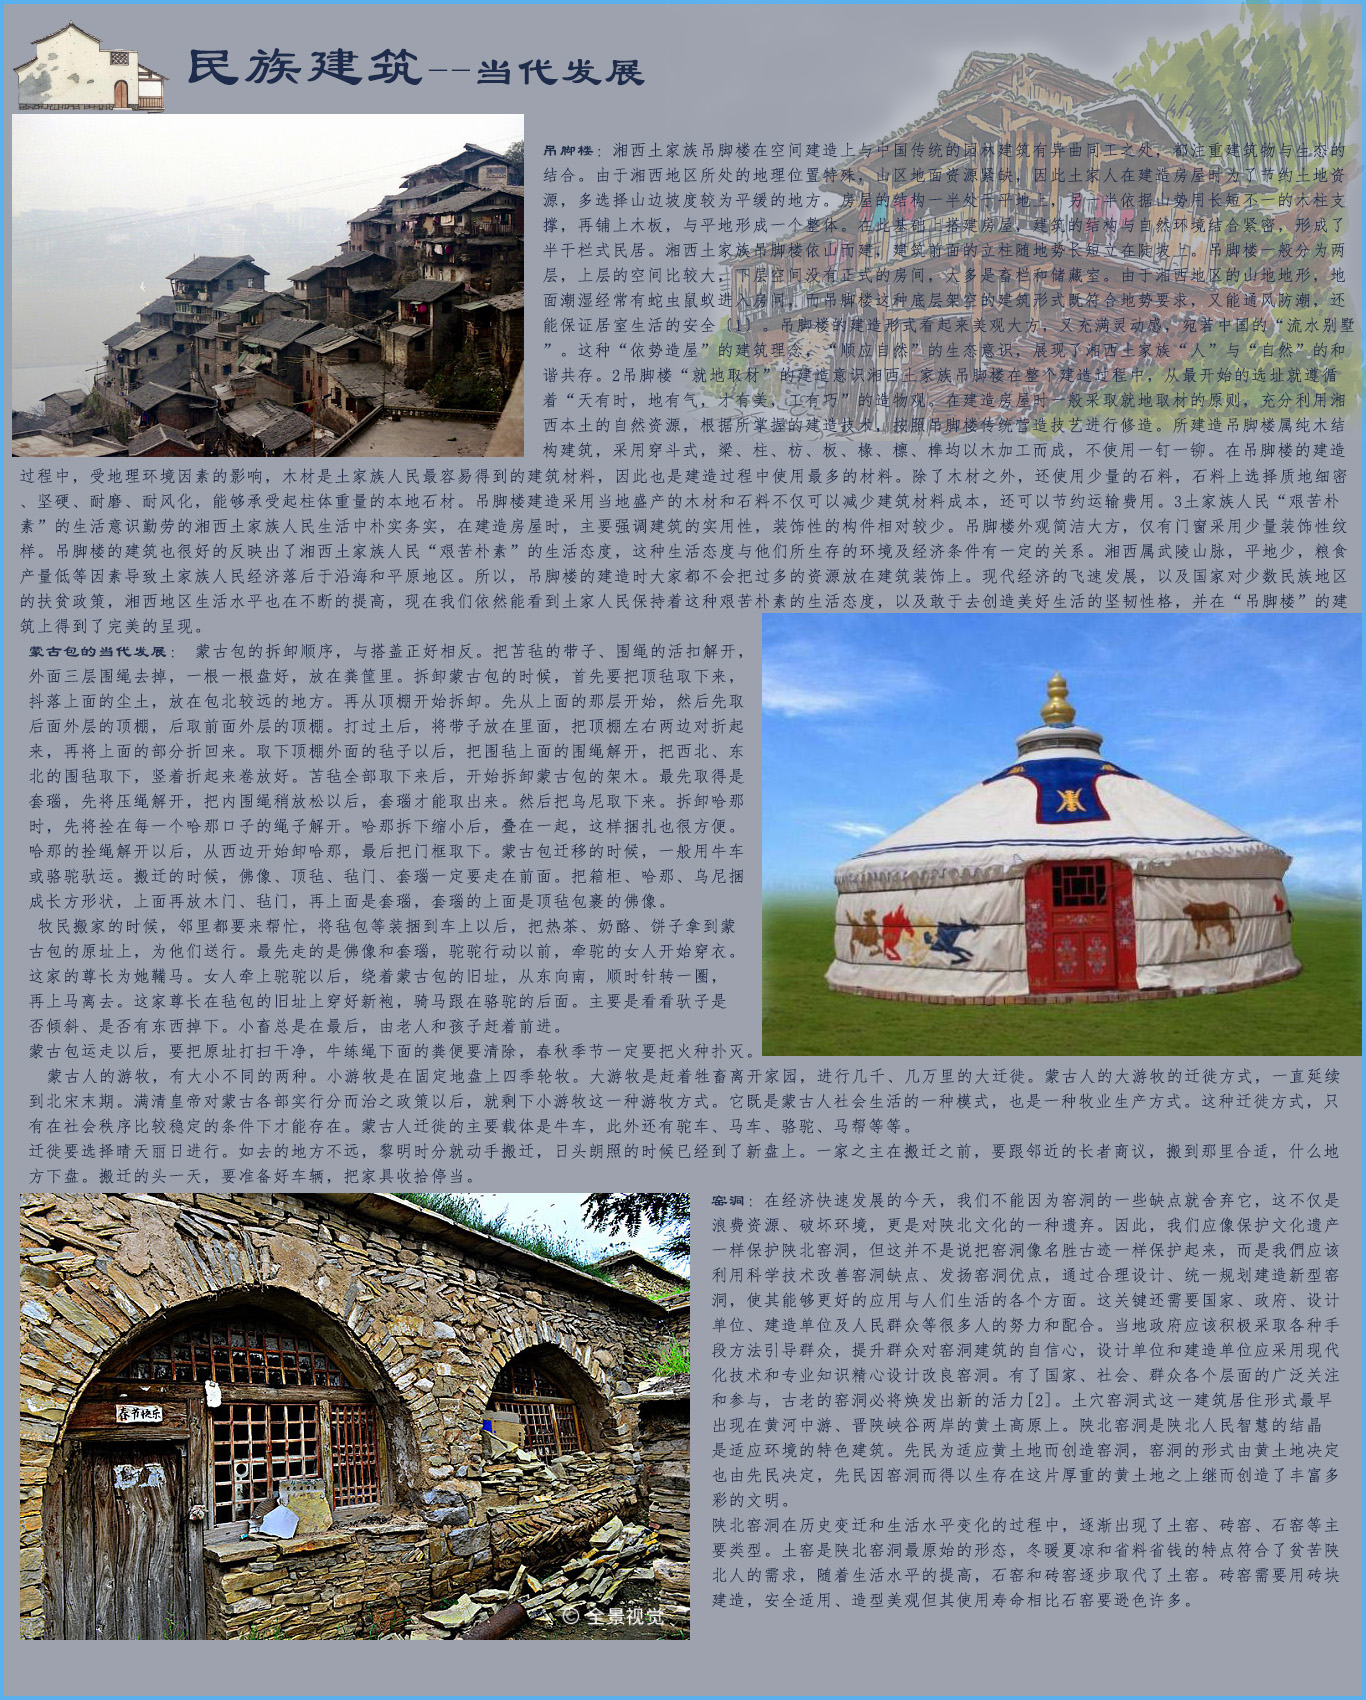 民族建筑--当代发展
吊脚楼：湘西土家族吊脚楼在空间建造上与中国传统的园林建筑有异曲同工之处，都注重建筑物与生态的
结合。由于湘西地区所处的地理位置特殊，山区地面资源紧缺，因此土家人在建造房屋时为了节约土地资
源，多选择山边坡度较为平缓的地方。房屋的结构一半处于平地上，另一半依据山势用长短不一的木柱支
撑，再铺上木板，与平地形成一个整体。在此基础上搭建房屋，建筑的结构与自然环境结合紧密，形成了
半干栏式民居。湘西土家族吊脚楼依山而建，建筑前面的立柱随地势长短立在陡坡上。吊脚楼一般分为两
层，上层的空间比较大，下层空间没有正式的房间，大多是畜栏和储藏室。由于湘西地区的山地地形，地
面潮湿经常有蛇虫鼠蚁进入房间，而吊脚楼这种底层架空的建筑形式既符合地势要求，又能通风防潮，还
能保证居室生活的安全〔1〕。吊脚楼的建造形式看起来美观大方，又充满灵动感，宛若中国的“流水别墅
”。这种“依势造屋”的建筑理念，“顺应自然”的生态意识，展现了湘西土家族“人”与“自然”的和
谐共存。2吊脚楼“就地取材”的建造意识湘西土家族吊脚楼在整个建造过程中，从最开始的选址就遵循
着“天有时，地有气，才有美，工有巧”的造物观。在建造房屋时一般采取就地取材的原则，充分利用湘
西本土的自然资源，根据所掌握的建造技术，按照吊脚楼传统营造技艺进行修造。所建造吊脚楼属纯木结
构建筑，采用穿斗式，梁、柱、枋、板、椽、檩、榫均以木加工而成，不使用一钉一铆。在吊脚楼的建造
过程中，受地理环境因素的影响，木材是土家族人民最容易得到的建筑材料，因此也是建造过程中使用最多的材料。除了木材之外，还使用少量的石料，石料上选择质地细密
、坚硬、耐磨、耐风化，能够承受起柱体重量的本地石材。吊脚楼建造采用当地盛产的木材和石料不仅可以减少建筑材料成本，还可以节约运输费用。3土家族人民“艰苦朴
素”的生活意识勤劳的湘西土家族人民生活中朴实务实，在建造房屋时，主要强调建筑的实用性，装饰性的构件相对较少。吊脚楼外观简洁大方，仅有门窗采用少量装饰性纹
样。吊脚楼的建筑也很好的反映出了湘西土家族人民“艰苦朴素”的生活态度，这种生活态度与他们所生存的环境及经济条件有一定的关系。湘西属武陵山脉，平地少，粮食
产量低等因素导致土家族人民经济落后于沿海和平原地区。所以，吊脚楼的建造时大家都不会把过多的资源放在建筑装饰上。现代经济的飞速发展，以及国家对少数民族地区
的扶贫政策，湘西地区生活水平也在不断的提高，现在我们依然能看到土家人民保持着这种艰苦朴素的生活态度，以及敢于去创造美好生活的坚韧性格，并在“吊脚楼”的建
筑上得到了完美的呈现。
蒙古包的当代发展： 蒙古包的拆卸顺序，与搭盖正好相反。把苫毡的带子、围绳的活扣解开，
外面三层围绳去掉，一根一根盘好，放在粪筐里。拆卸蒙古包的时候，首先要把顶毡取下来，
抖落上面的尘土，放在包北较远的地方。再从顶棚开始拆卸。先从上面的那层开始，然后先取
后面外层的顶棚，后取前面外层的顶棚。打过土后，将带子放在里面，把顶棚左右两边对折起
来，再将上面的部分折回来。取下顶棚外面的毡子以后，把围毡上面的围绳解开，把西北、东
北的围毡取下，竖着折起来卷放好。苫毡全部取下来后，开始拆卸蒙古包的架木。最先取得是
套瑙，先将压绳解开，把内围绳稍放松以后，套瑙才能取出来。然后把乌尼取下来。拆卸哈那
时，先将拴在每一个哈那口子的绳子解开。哈那拆下缩小后，叠在一起，这样捆扎也很方便。
哈那的拴绳解开以后，从西边开始卸哈那，最后把门框取下。蒙古包迁移的时候，一般用牛车
或骆驼驮运。搬迁的时候，佛像、顶毡、毡门、套瑙一定要走在前面。把箱柜、哈那、乌尼捆
成长方形状，上面再放木门、毡门，再上面是套瑙，套瑙的上面是顶毡包裹的佛像。
牧民搬家的时候，邻里都要来帮忙，将毡包等装捆到车上以后，把热茶、奶酪、饼子拿到蒙
古包的原址上，为他们送行。最先走的是佛像和套瑙，驼驼行动以前，牵驼的女人开始穿衣。
这家的尊长为她鞴马。女人牵上驼驼以后，绕着蒙古包的旧址，从东向南，顺时针转一圈，
再上马离去。这家尊长在毡包的旧址上穿好新袍，骑马跟在骆驼的后面。主要是看看驮子是
否倾斜、是否有东西掉下。小畜总是在最后，由老人和孩子赶着前进。
蒙古包运走以后，要把原址打扫干净，牛练绳下面的粪便要清除，春秋季节一定要把火种扑灭。
蒙古人的游牧，有大小不同的两种。小游牧是在固定地盘上四季轮牧。大游牧是赶着牲畜离开家园，进行几千、几万里的大迁徙。蒙古人的大游牧的迁徙方式，一直延续
到北宋末期。满清皇帝对蒙古各部实行分而治之政策以后，就剩下小游牧这一种游牧方式。它既是蒙古人社会生活的一种模式，也是一种牧业生产方式。这种迁徙方式，只
有在社会秩序比较稳定的条件下才能存在。蒙古人迁徙的主要载体是牛车，此外还有驼车、马车、骆驼、马帮等等。
迁徙要选择晴天丽日进行。如去的地方不远，黎明时分就动手搬迁，日头朗照的时候已经到了新盘上。一家之主在搬迁之前，要跟邻近的长者商议，搬到那里合适，什么地
方下盘。搬迁的头一天，要准备好车辆，把家具收拾停当。
窑洞：在经济快速发展的今天，我们不能因为窑洞的一些缺点就舍弃它，这不仅是
浪费资源、破坏环境，更是对陕北文化的一种遗弃。因此，我们应像保护文化遗产
一样保护陕北窑洞，但这并不是说把窑洞像名胜古迹一样保护起来，而是我們应该
利用科学技术改善窑洞缺点、发扬窑洞优点，通过合理设计、统一规划建造新型窑
洞，使其能够更好的应用与人们生活的各个方面。这关键还需要国家、政府、设计
单位、建造单位及人民群众等很多人的努力和配合。当地政府应该积极采取各种手
段方法引导群众，提升群众对窑洞建筑的自信心，设计单位和建造单位应采用现代
化技术和专业知识精心设计改良窑洞。有了国家、社会、群众各个层面的广泛关注
和参与，古老的窑洞必将焕发出新的活力[2]。土穴窑洞式这一建筑居住形式最早
出现在黄河中游、晋陕峡谷两岸的黄土高原上。陕北窑洞是陕北人民智慧的结晶
是适应环境的特色建筑。先民为适应黄土地而创造窑洞，窑洞的形式由黄土地决定
也由先民决定，先民因窑洞而得以生存在这片厚重的黄土地之上继而创造了丰富多
彩的文明。
陕北窑洞在历史变迁和生活水平变化的过程中，逐渐出现了土窑、砖窑、石窑等主
要类型。土窑是陕北窑洞最原始的形态，冬暖夏凉和省料省钱的特点符合了贫苦陕
北人的需求，随着生活水平的提高，石窑和砖窑逐步取代了土窑。砖窑需要用砖块
建造，安全适用、造型美观但其使用寿命相比石窑要逊色许多。
春节快乐
© 全景视觉